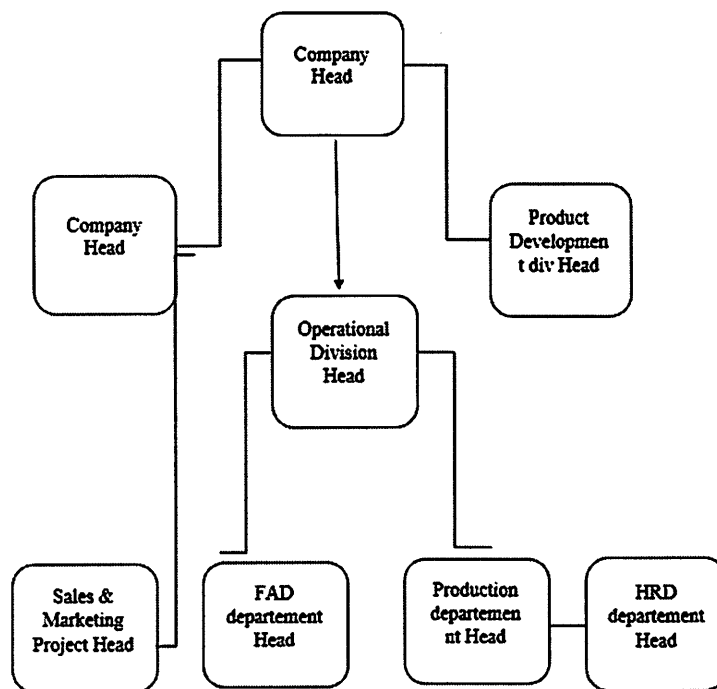 Company
Head
Company
Head
Product
Developmen
t div Head
Operational
Division
Head
Sales &
Marketing
Project Head
FAD
departement
Head
Production
departemen
nt Head
HRD
departement
Head